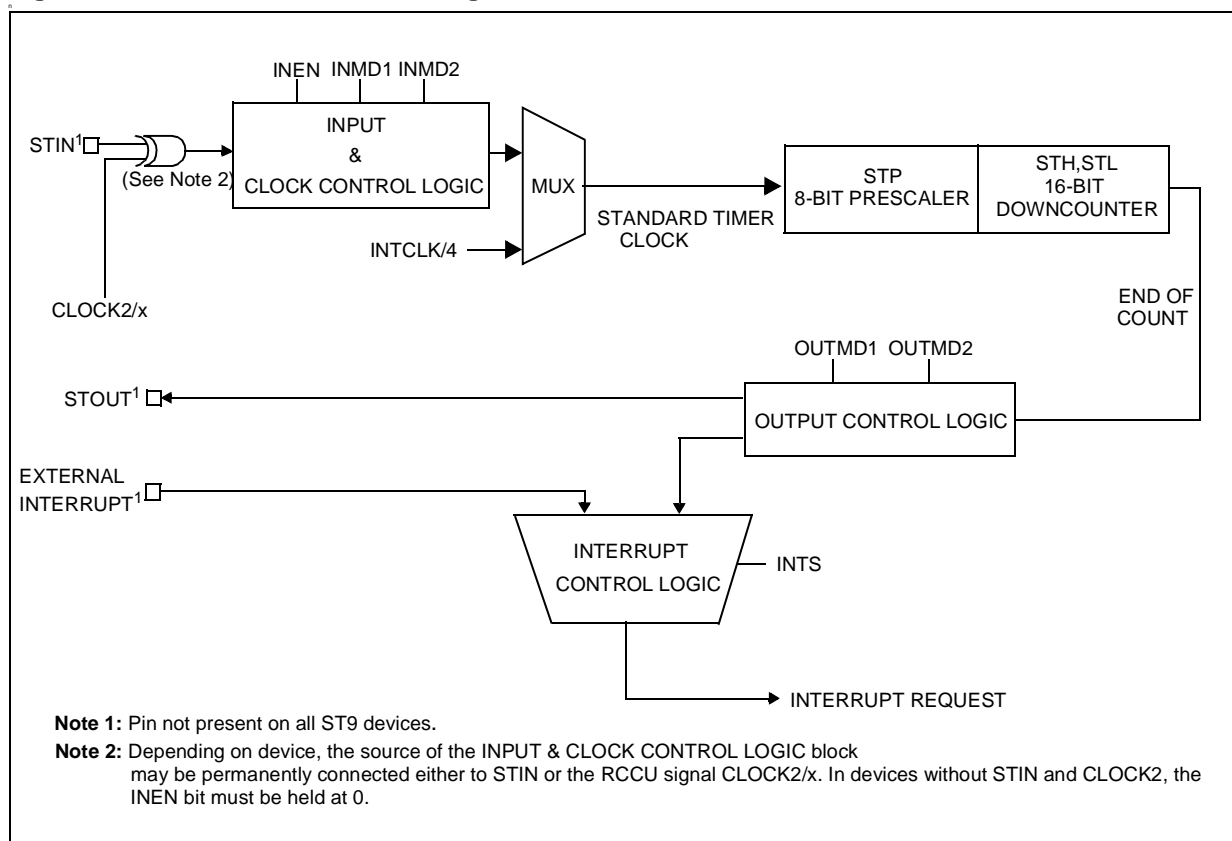 INEN INMD1 INMD2
STIN1
(See Note 2)
INPUT
&
CLOCK CONTROL LOGIC
MUX
INTCLK/4
CLOCK2/x
STANDARD TIMER
CLOCK
STP
8-BIT PRESCALER
STH,STL
16-BIT
DOWNCOUNTER
END OF
COUNT
OUTMD1 OUTMD2
STOUT1
OUTPUT CONTROL LOGIC
EXTERNAL
INTERRUPT1
INTERRUPT
CONTROL LOGIC
INTS
INTERRUPT REQUEST
Note 1: Pin not present on all ST9 devices.
Note 2: Depending on device, the source of the INPUT & CLOCK CONTROL LOGIC block
may be permanently connected either to STIN or the RCCU signal CLOCK2/x. In devices without STIN and CLOCK2, the
INEN bit must be held at 0.